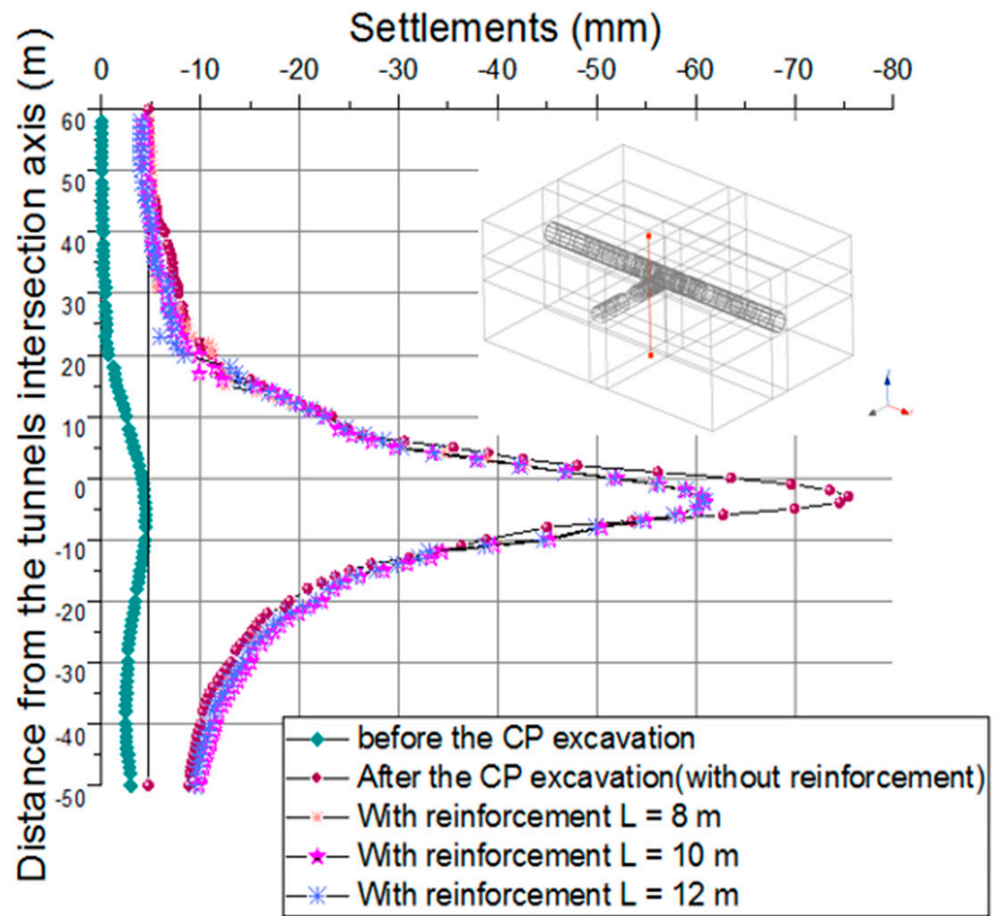 Settlements (mm)
0 -10 -20 -30 -40 -50 -60 -70 -80
Distance from the tunnels intersection axis (m)
60
50
40
30
20
10
0
-10
-20
-30
-40
-50
before the CP excavation
After the CP excavation(without reinforcement)
With reinforcement L = 8 m
With reinforcement L = 10 m
With reinforcement L = 12 m